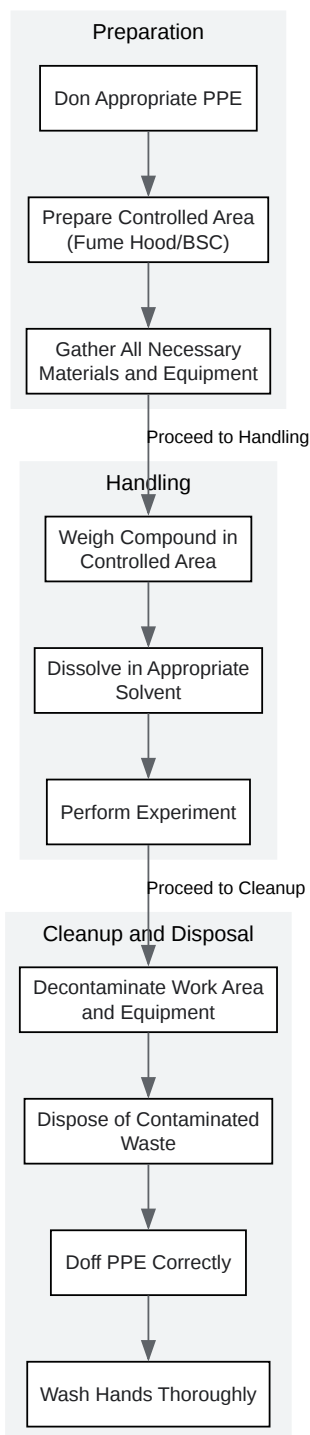 Preparation
Don Appropriate PPE
Prepare Controlled Area
(Fume Hood/BSC)
Gather All Necessary
Materials and Equipment
Proceed to Handling
Handling
Weigh Compound in
Controlled Area
Dissolve in Appropriate
Solvent
Perform Experiment
Proceed to Cleanup
Cleanup and Disposal
Decontaminate Work Area
and Equipment
Dispose of Contaminated
Waste
Doff PPE Correctly
Wash Hands Thoroughly